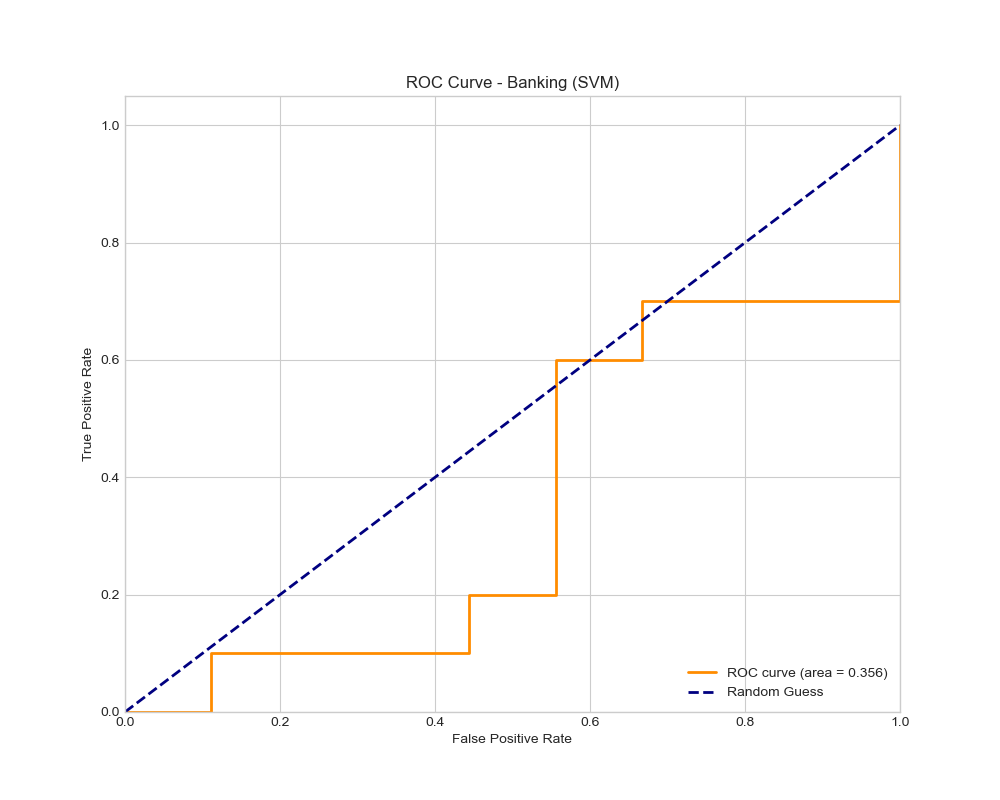 ROC Curve - Banking (SVM)
True Positive Rate
1.0
0.8
0.6
0.4
0.2
0.0
0.0 0.2 0.4 0.6 0.8 1.0
False Positive Rate
ROC curve (area = 0.356)
Random Guess